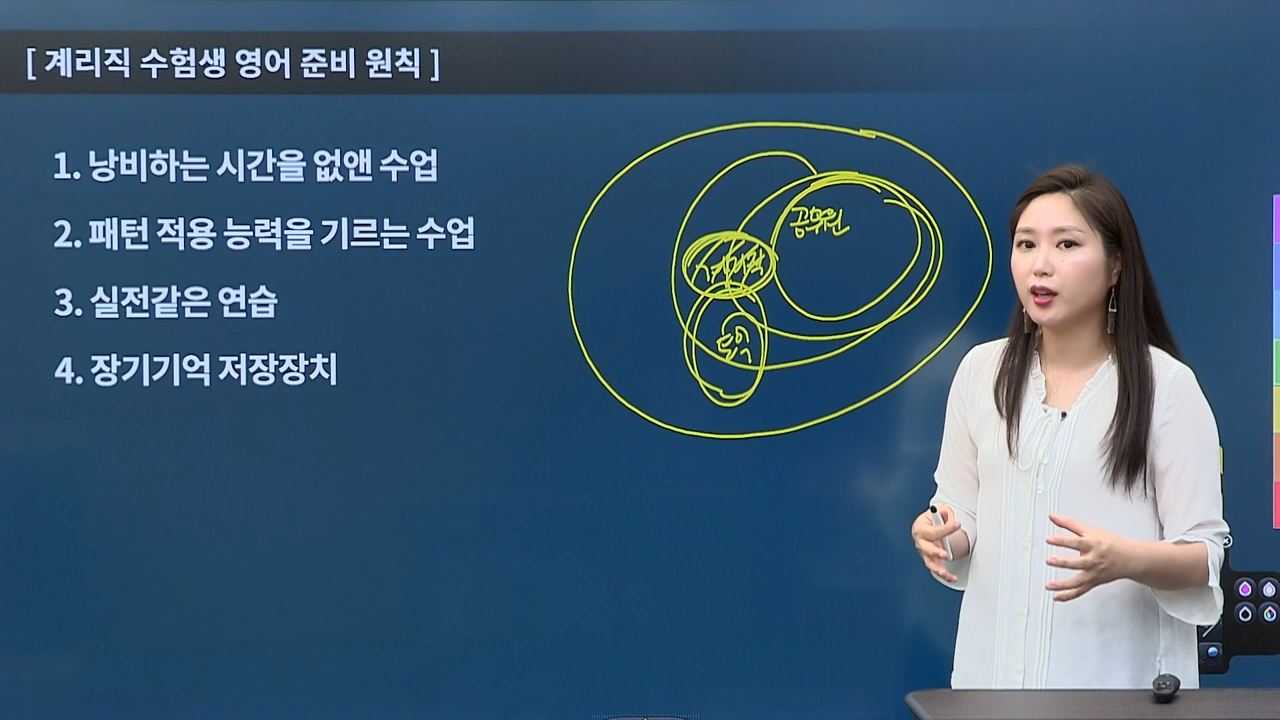 [ 계리직 수험생 영어 준비 원칙 ]
1. 낭비하는 시간을 없앤 수업
2. 패턴 적용 능력을 기르는 수업
3. 실전같은 연습
4. 장기기억 저장장치
공무원
계리직
토익